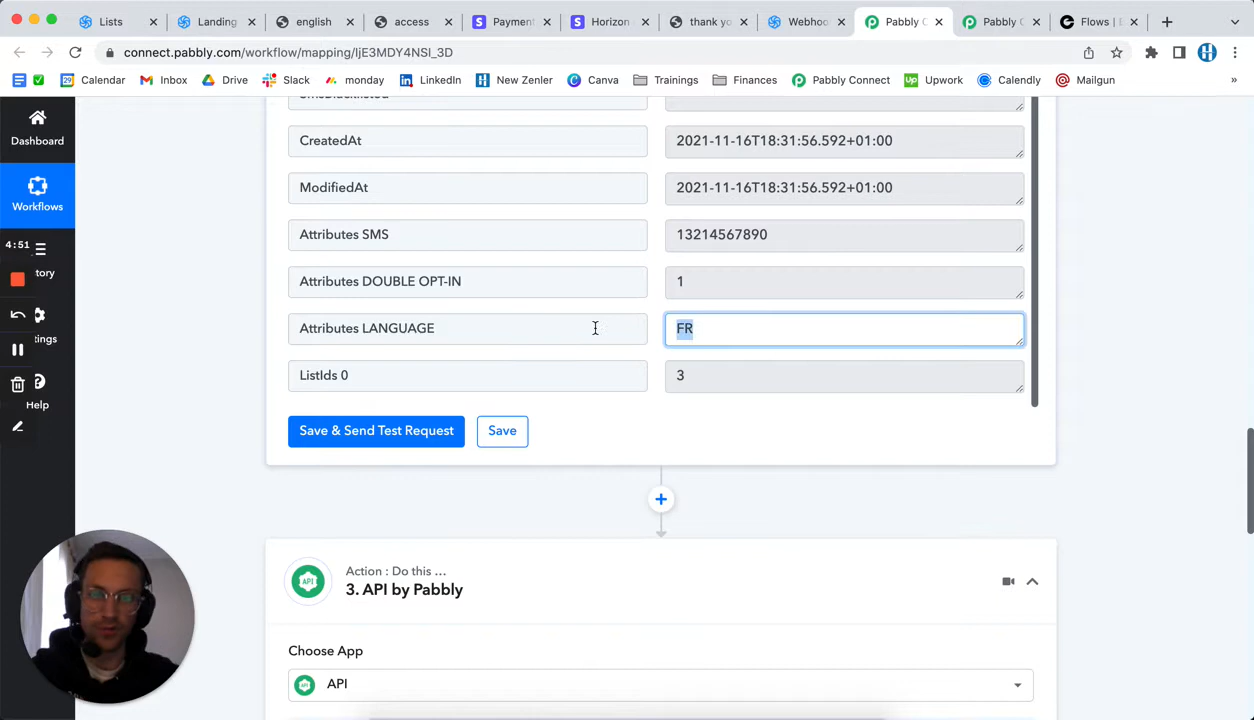 Lists
Landing
english
access
Payment
Horizon
thank yo
Webhoo
Pabbly C
Pabbly C
Flows | E
connect.pabbly.com/workflow/mapping/IjE3MDY4NSI_3D
Calendar
Inbox
Drive
Slack
monday
LinkedIn
New Zenler
Canva
Trainings
Finances
Pabbly Connect
Upwork
Calendly
Mailgun
»
Dashboard
Workflows
4:51
tory
tings
Help
CreatedAt
2021-11-16T18:31:56.592+01:00
ModifiedAt
2021-11-16T18:31:56.592+01:00
Attributes SMS
13214567890
Attributes DOUBLE OPT-IN
1
Attributes LANGUAGE
FR
ListIds 0
3
Save & Send Test Request
Save
+
API
Action : Do this ...
3. API by Pabbly
Choose App
API